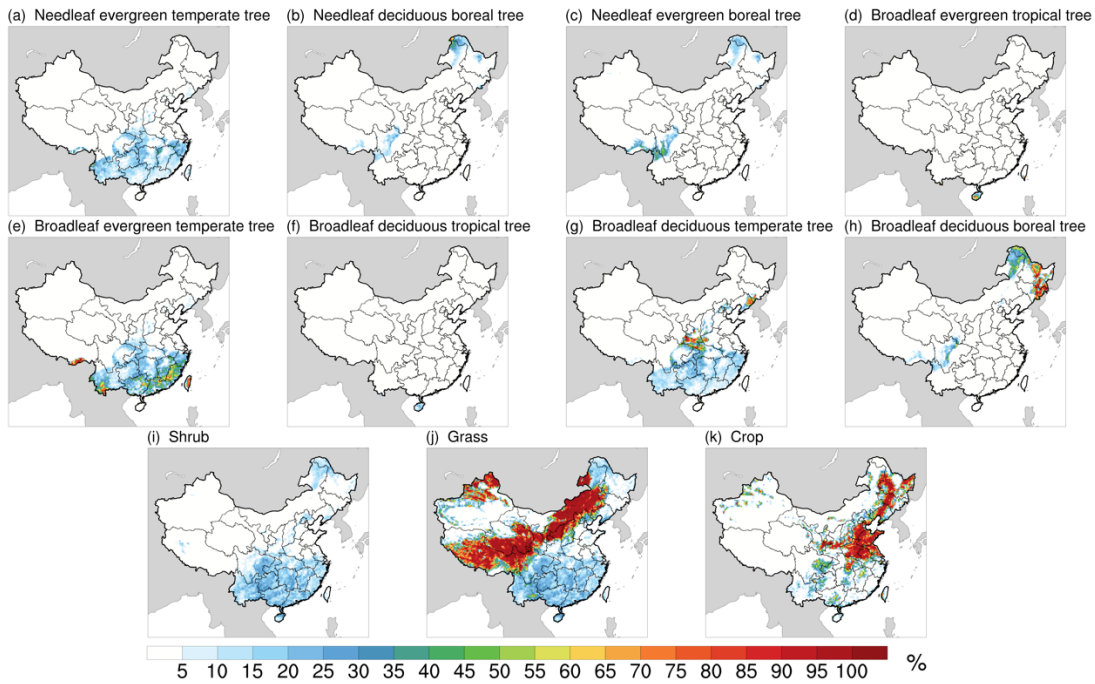 (a) Needleaf evergreen temperate tree
(b) Needleaf deciduous boreal tree
(c) Needleaf evergreen boreal tree
(d) Broadleaf evergreen tropical tree
(e) Broadleaf evergreen temperate tree
(f) Broadleaf deciduous tropical tree
(g) Broadleaf deciduous temperate tree
(h) Broadleaf deciduous boreal tree
(i) Shrub
(j) Grass
(k) Crop
5 10 15 20 25 30 35 40 45 50 55 60 65 70 75 80 85 90 95 100 %